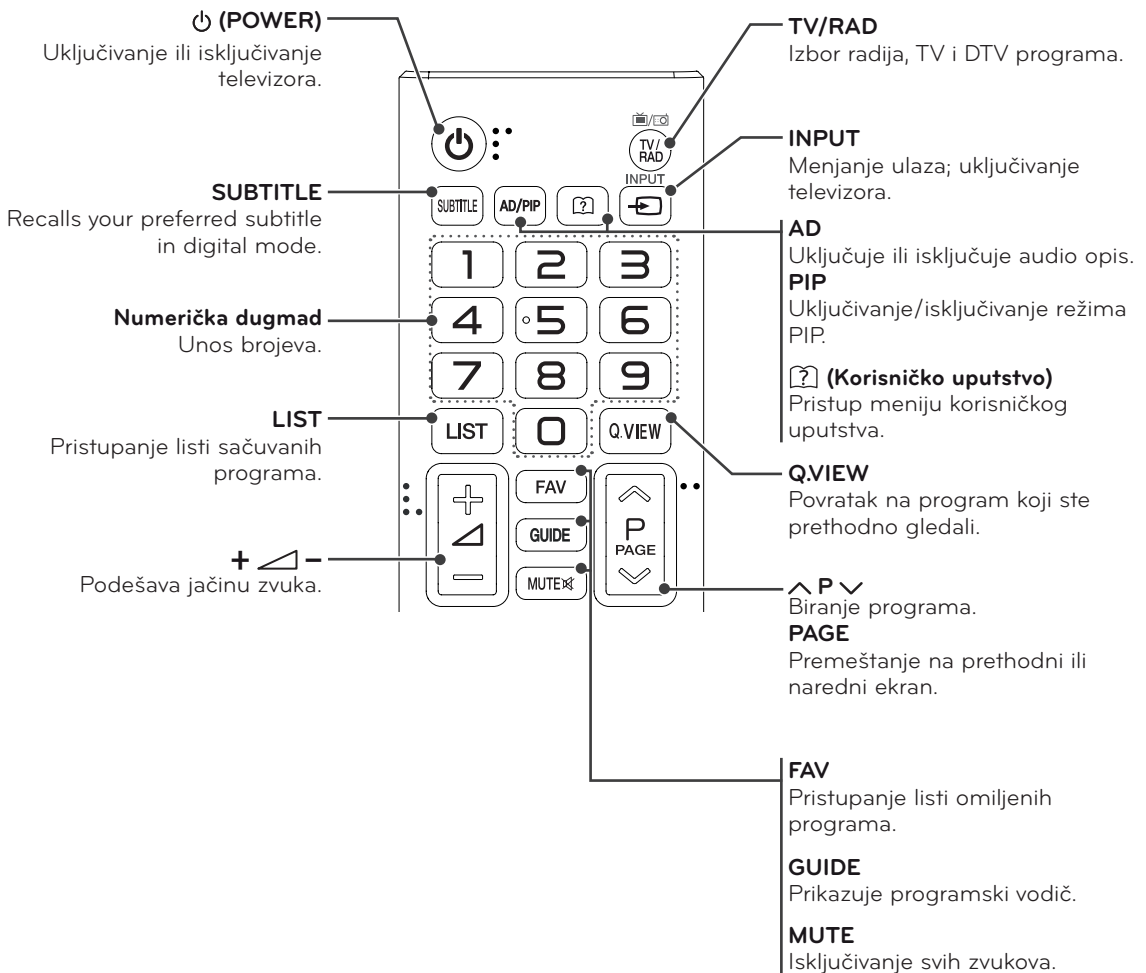 ⏻ (POWER)
Uključivanje ili isključivanje
televizora.
SUBTITLE
Recalls your preferred subtitle
in digital mode.
Numerička dugmad
Unos brojeva.
LIST
Pristupanje listi sačuvanih
programa.
+ −
Podešava jačinu zvuka.
TV/
RAD
INPUT
SUBTITLE AD/PIP ?
1 2 3
4 5 6
7 8 9
LIST 0 Q.VIEW
+ FAV
P
PAGE
GUIDE
− MUTE
TV/RAD
Izbor radija, TV i DTV programa.
INPUT
Menjanje ulaza; uključivanje
televizora.
AD
Uključuje ili isključuje audio opis.
PIP
Uključivanje/isključivanje režima
PIP.
? (Korisničko uputstvo)
Pristup meniju korisničkog
uputstva.
Q.VIEW
Povratak na program koji ste
prethodno gledali.
P
Biranje programa.
PAGE
Premeštanje na prethodni ili
naredni ekran.
FAV
Pristupanje listi omiljenih
programa.
GUIDE
Prikazuje programski vodič.
MUTE
Isključivanje svih zvukova.